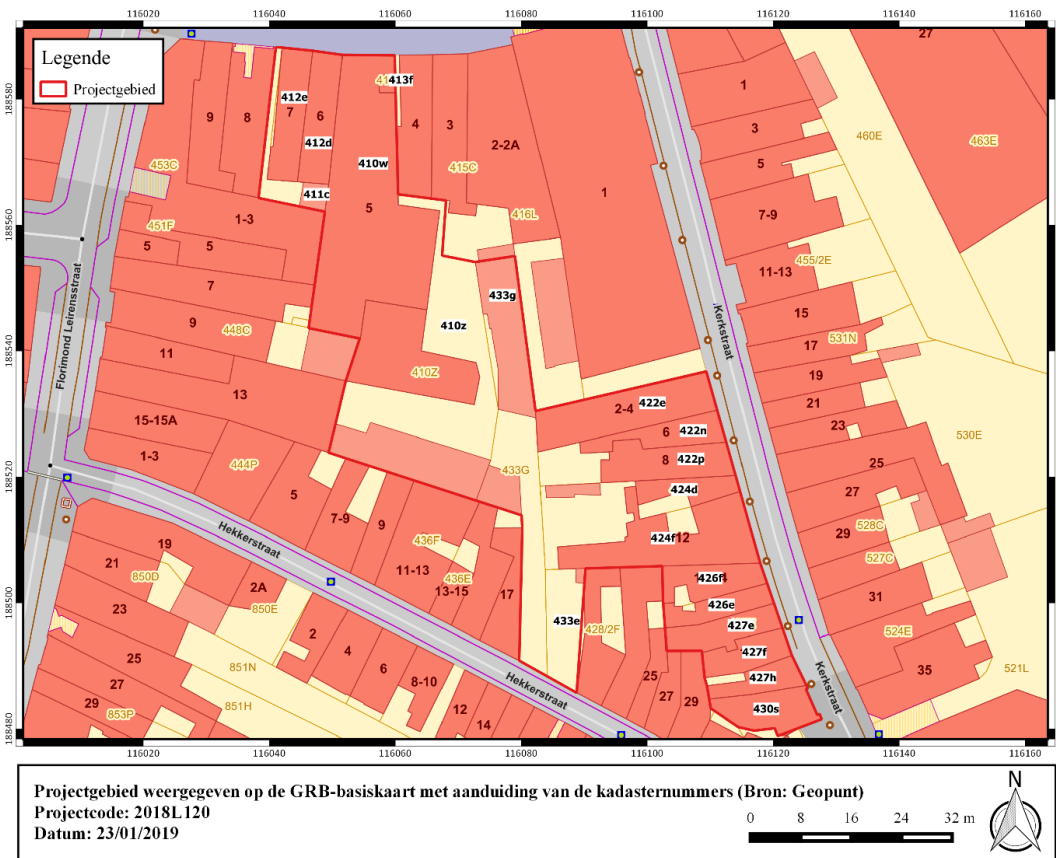 116020 116040 116060 116080 116100 116120 116140 116160
Legende
Projectgebied
188580
188560
188540
188520
188500
188480
27
413f
412e
7
6
412d
9
8
410w
4
3
2-2A
415C
1
1
3
5
460E
463E
453C
411c
5
1-3
451F
5
5
416L
7-9
455/2E
11-13
7
433g
410z
15
9
448C
531N
17
11
410Z
19
13
2-4
422e
21
15-15A
6
422n
23
530E
1-3
444P
8
422p
25
433G
5
424d
27
7-9
9
528C
424f
12
29
527C
436F
19
11-13
436E
426f
21
850D
13-15
2A
17
426e
31
23
850E
433e
428/2F
427e
524E
2
427f
25
851N
4
25
35
521L
27
6
427h
8-10
27
29
29
853P
851H
12
14
430s
Florimond Leirensstraat
Hekkerstraat
Hekkerstraat
Kerkstraat
Kerkstraat
Projectgebied weergegeven op de GRB-basiskaart met aanduiding van de kadasternummers (Bron: Geopunt)
Projectcode: 2018L120
Datum: 23/01/2019
0 8 16 24 32 m
N